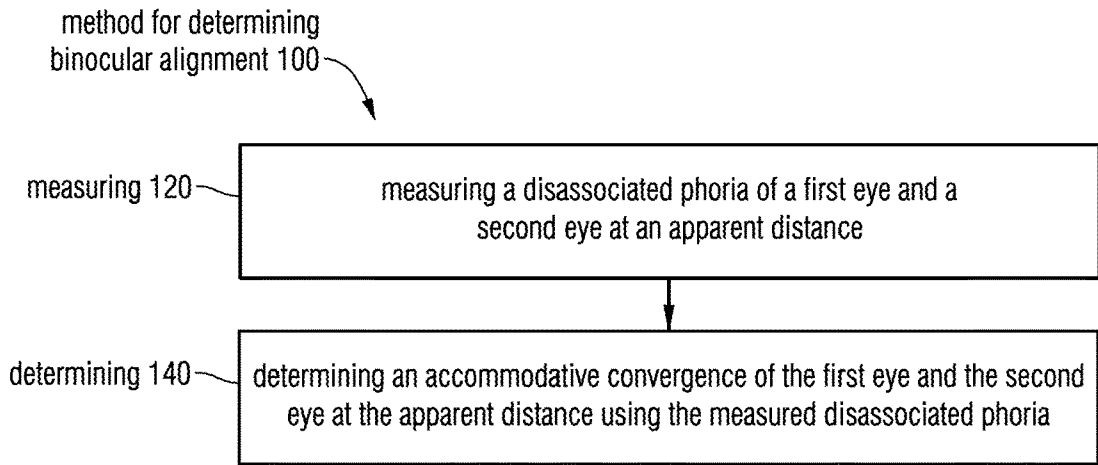 method for determining
binocular alignment 100
measuring 120
measuring a disassociated phoria of a first eye and a
second eye at an apparent distance
determining 140
determining an accommodative convergence of the first eye and the second
eye at the apparent distance using the measured disassociated phoria